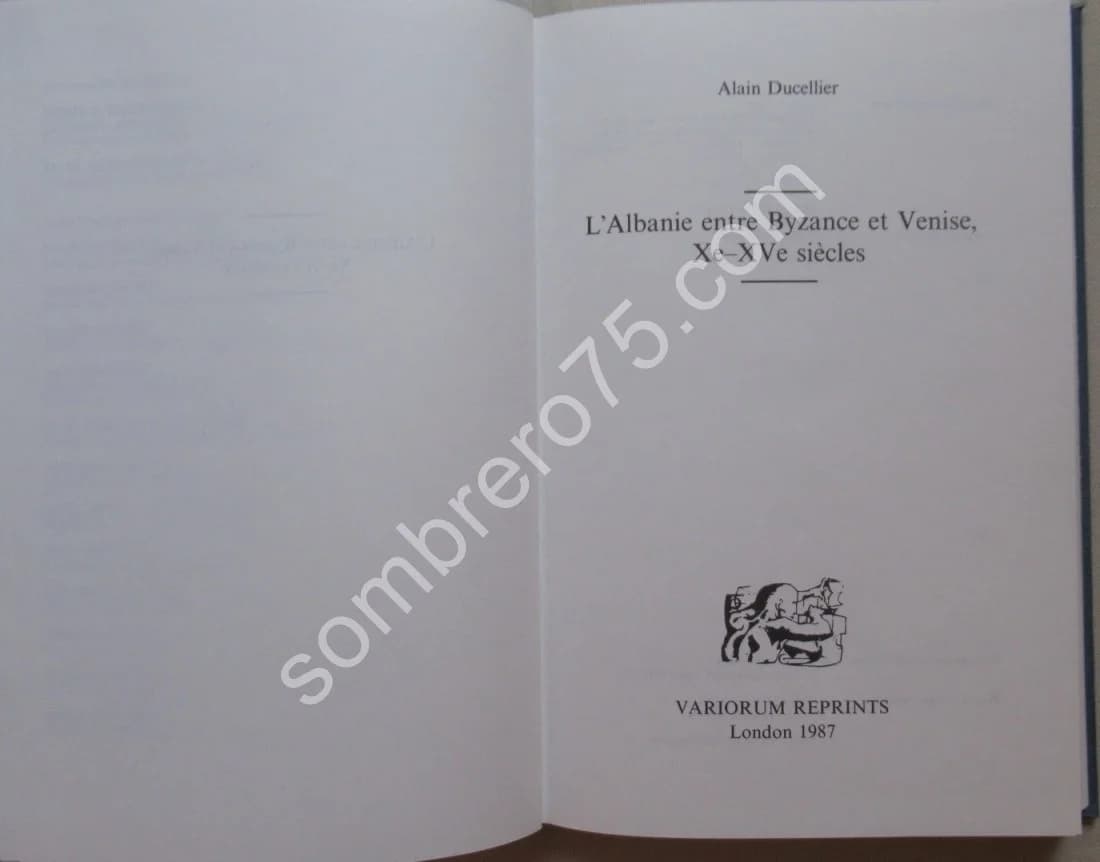 Alain Ducellier
L'Albanie entre Byzance et Venise,
Xe–XVe siècles
sombrero75.com
VARIORUM REPRINTS
London 1987